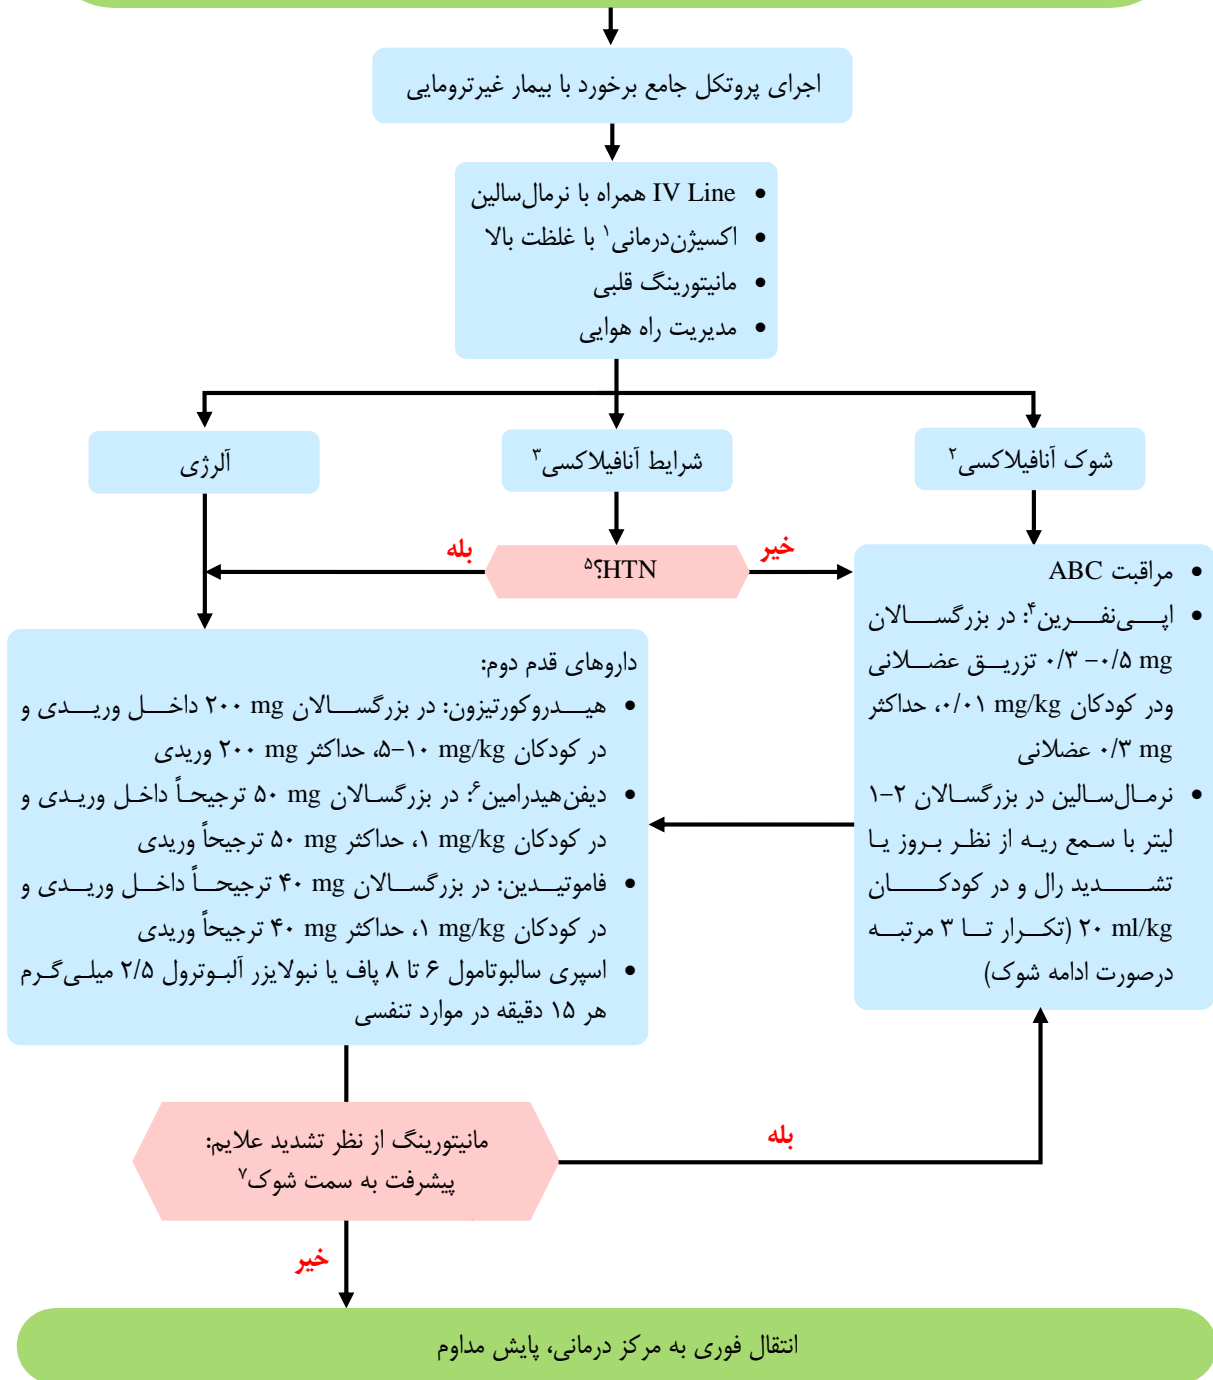 اجرای پروتکل جامع برخورد با بیمار غیرترومایی
• IV Line همراه با نرمال‌سالین
• اکسیژن‌درمانی۱ با غلظت بالا
• مانیتورینگ قلبی
• مدیریت راه هوایی
شوک آنافیلاکسی۲
شرایط آنافیلاکسی۳
آلرژی
خیر
HTN؟۵
بله
• مراقبت ABC
• اپی‌نفرین۴: در بزرگسالان
۰/۳ –۰/۵ mg تزریق عضلانی
ودر کودکان ۰/۰۱ mg/kg، حداکثر
۰/۳ mg عضلانی
• نرمال‌سالین در بزرگسالان ۲-۱
لیتر با سمع ریه از نظر بروز یا
تشدید رال و در کودکان
۲۰ ml/kg (تکرار تا ۳ مرتبه
درصورت ادامه شوک)
داروهای قدم دوم:
• هیدروکورتیزون: در بزرگسالان ۲۰۰ mg داخل وریدی و
در کودکان ۵-۱۰ mg/kg، حداکثر ۲۰۰ mg وریدی
• دیفن‌هیدرامین۶: در بزرگسالان ۵۰ mg ترجیحاً داخل وریدی و
در کودکان ۱ mg/kg، حداکثر ۵۰ mg ترجیحاً وریدی
• فاموتیدین: در بزرگسالان ۴۰ mg ترجیحاً داخل وریدی و
در کودکان ۱ mg/kg، حداکثر ۴۰ mg ترجیحاً وریدی
• اسپری سالبوتامول ۶ تا ۸ پاف یا نبولایزر آلبوترول ۲/۵ میلی‌گرم
هر ۱۵ دقیقه در موارد تنفسی
مانیتورینگ از نظر تشدید علایم:
پیشرفت به سمت شوک۷
بله
خیر
انتقال فوری به مرکز درمانی، پایش مداوم